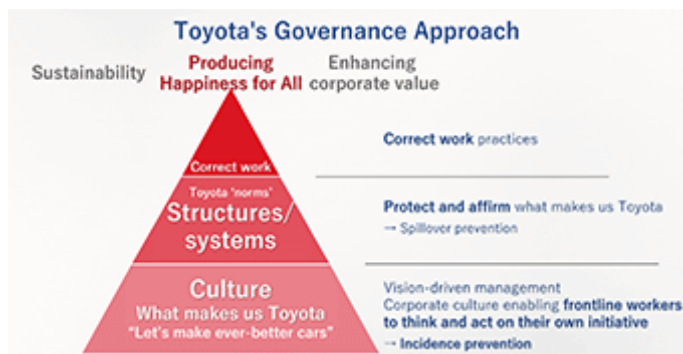 Toyota's Governance Approach
Sustainability
Producing
Happiness for All
Enhancing
corporate value
Correct work
Correct work practices
Toyota 'norms'
Structures/
systems
Protect and affirm what makes us Toyota
→ Spillover prevention
Culture
What makes us Toyota
"Let's make ever-better cars"
Vision-driven management
Corporate culture enabling frontline workers
to think and act on their own initiative
→ Incidence prevention